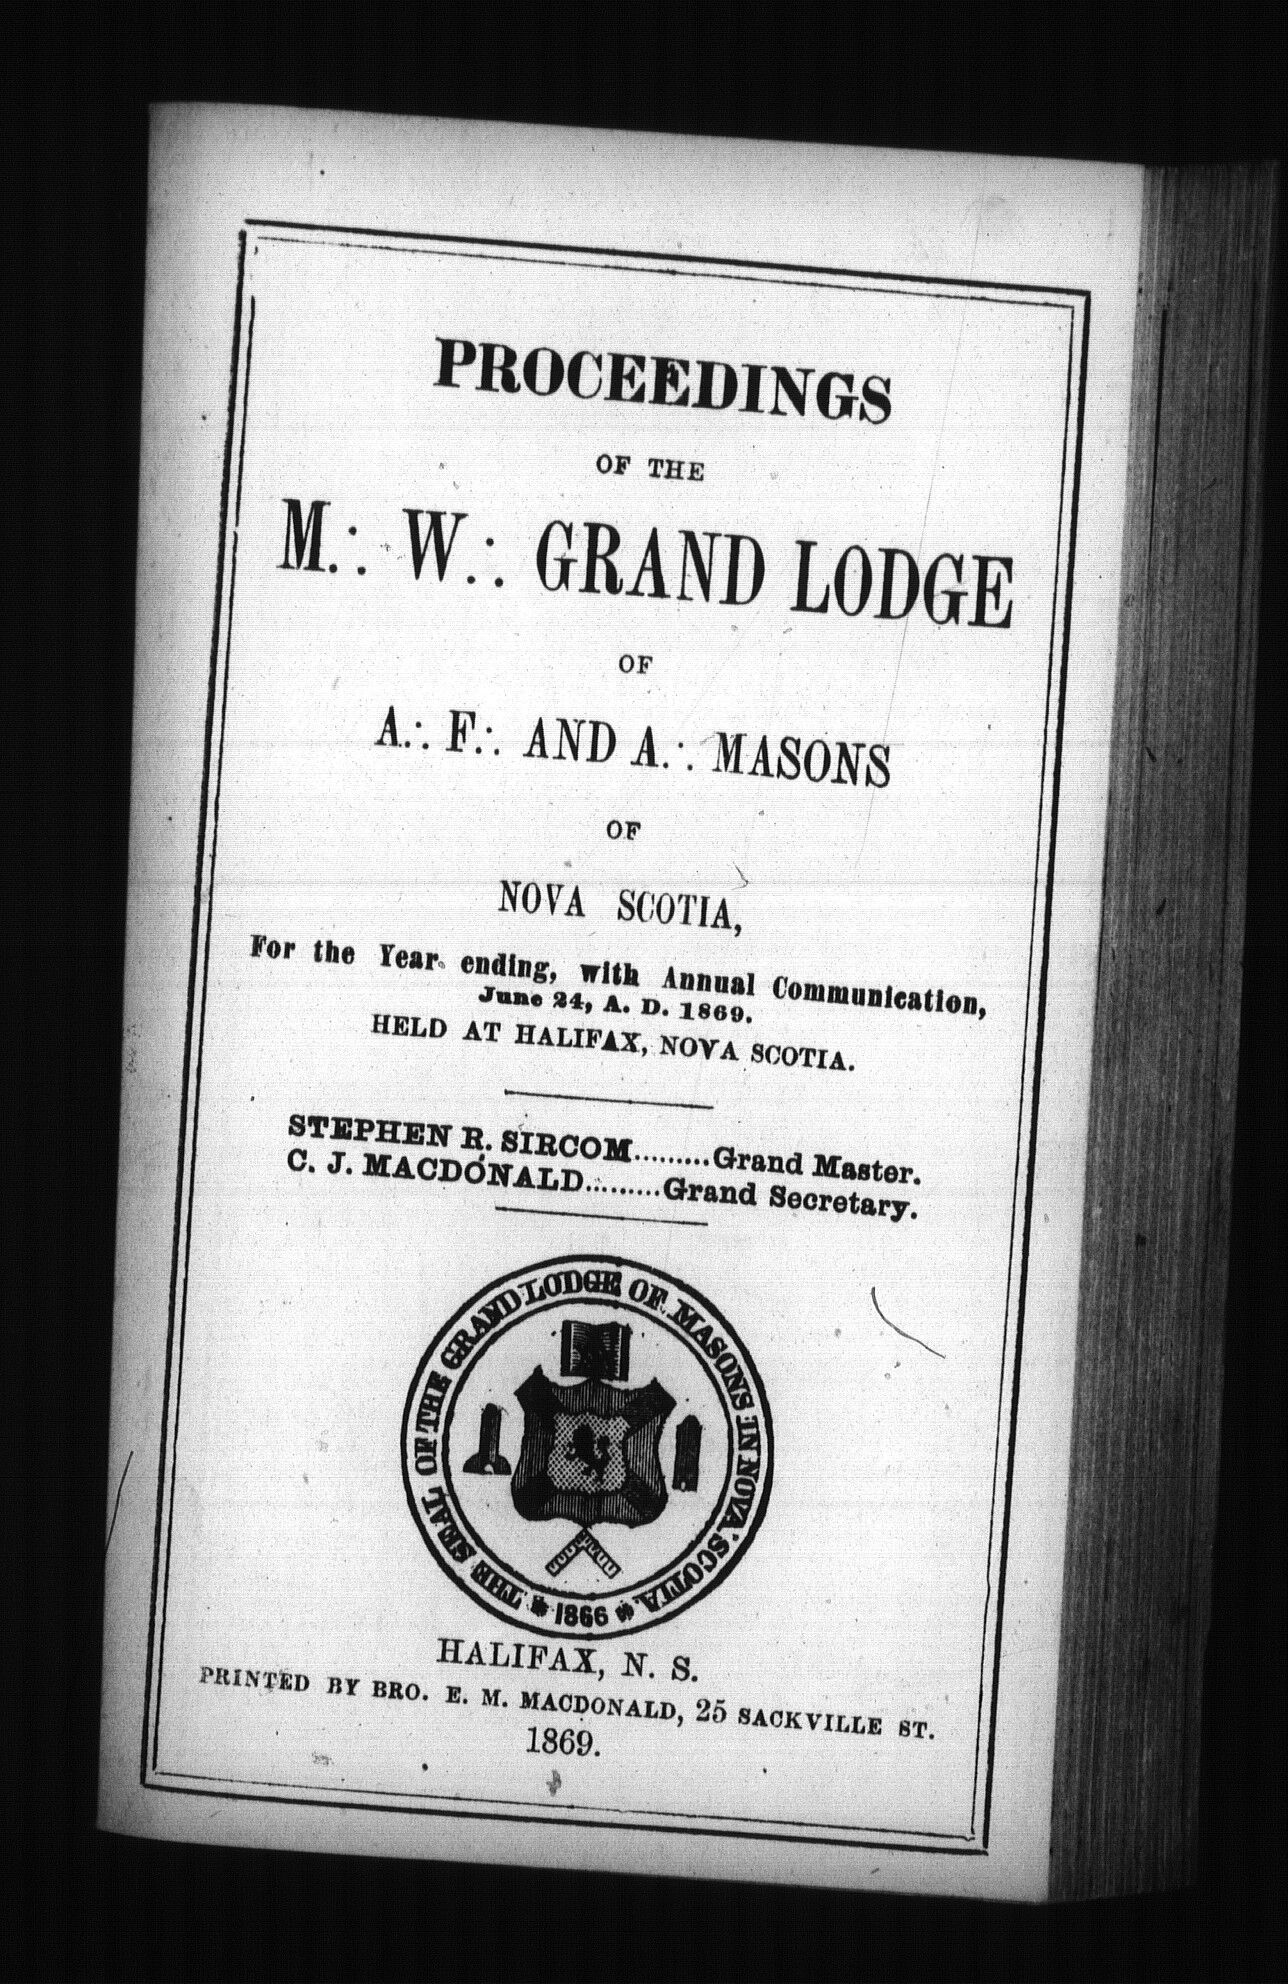 PROCEEDINGS
OF THE
M.·. W.·. GRAND LODGE
OF
A.·. F.·. AND A.·. MASONS
OF
NOVA SCOTIA,
For the Year ending, with Annual Communication,
June 24, A. D. 1869.
HELD AT HALIFAX, NOVA SCOTIA.
STEPHEN R. SIRCOM.........Grand Master.
C. J. MACDONALD..........Grand Secretary.
THE SEAL OF THE GRAND LODGE OF MASONS IN NOVA SCOTIA.
1866
HALIFAX, N. S.
PRINTED BY BRO. E. M. MACDONALD, 25 SACKVILLE ST.
1869.